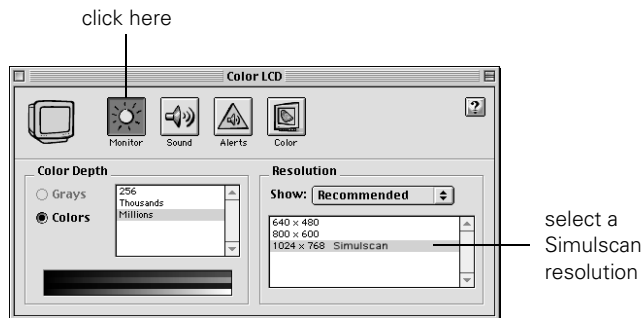 click here
Color LCD
?
Monitor Sound Alerts Color
Color Depth
Grays
Colors
256
Thousands
Millions
Resolution
Show: Recommended
640 x 480
800 x 600
1024 x 768 Simulscan
select a
Simulscan
resolution